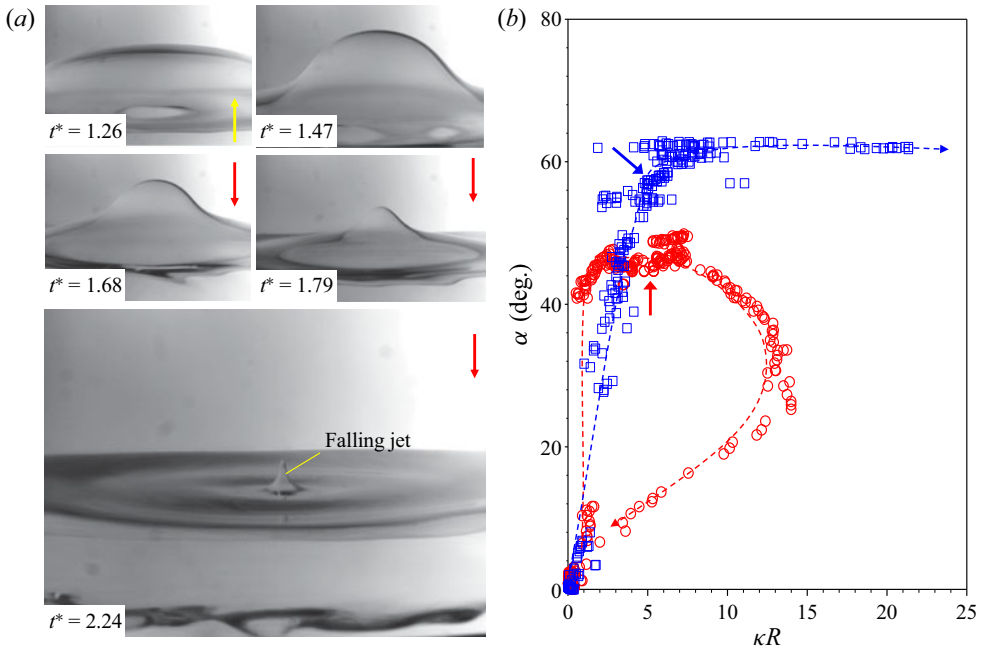 (a)
t* = 1.26
t* = 1.47
t* = 1.68
t* = 1.79
Falling jet
t* = 2.24
(b)
80
60
40
20
0
α (deg.)
0 5 10 15 20 25
κR